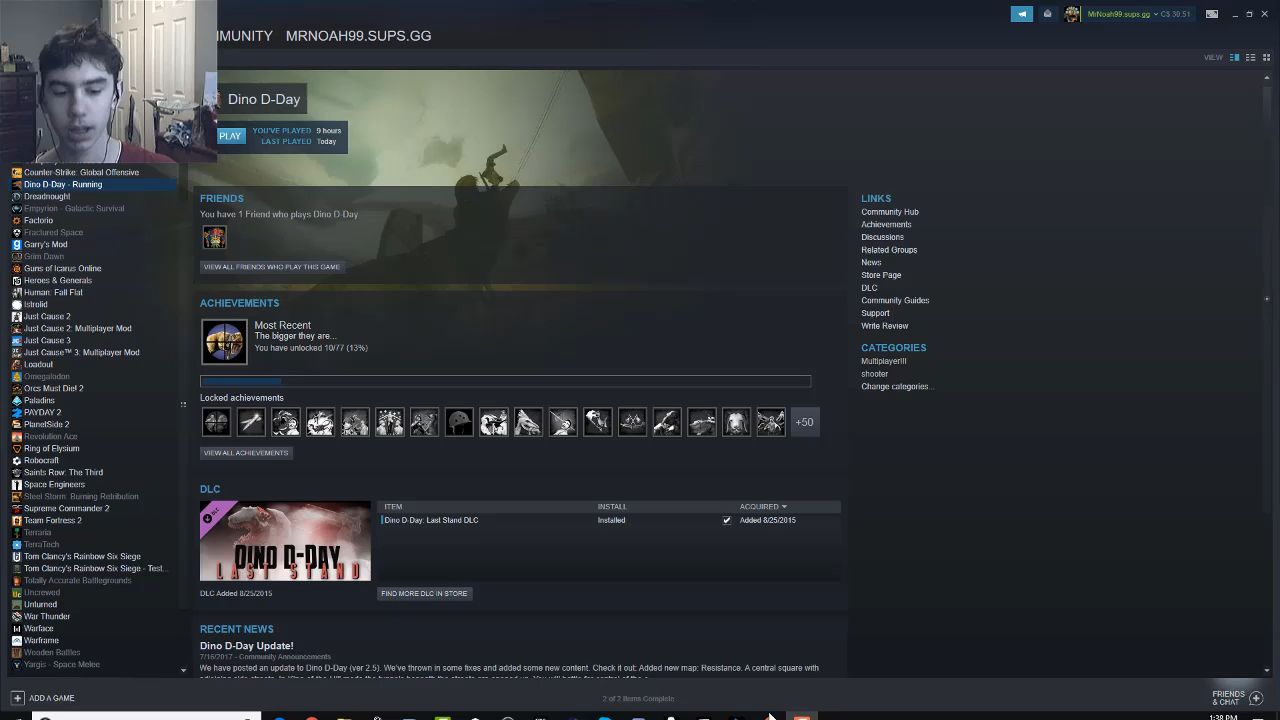 MUNITY MRNOAH99.SUPS.GG
MrNoah99.sups.gg C$ 30.51
VIEW
Dino D-Day
PLAY
YOU'VE PLAYED 9 hours
LAST PLAYED Today
Counter-Strike: Global Offensive
Dino D-Day - Running
Dreadnought
Empyrion - Galactic Survival
Factorio
Fractured Space
Garry's Mod
Grim Dawn
Guns of Icarus Online
Heroes & Generals
Human: Fall Flat
Istrolid
Just Cause 2
Just Cause 2: Multiplayer Mod
Just Cause 3
Just Cause™ 3: Multiplayer Mod
Loadout
Omegalodon
Orcs Must Die! 2
Paladins
PAYDAY 2
PlanetSide 2
Revolution Ace
Ring of Elysium
Robocraft
Saints Row: The Third
Space Engineers
Steel Storm: Burning Retribution
Supreme Commander 2
Team Fortress 2
Terraria
TerraTech
Tom Clancy's Rainbow Six Siege
Tom Clancy's Rainbow Six Siege - Test...
Totally Accurate Battlegrounds
Uncrewed
Unturned
War Thunder
Warface
Warframe
Wooden Battles
Yargis - Space Melee
FRIENDS
You have 1 Friend who plays Dino D-Day
VIEW ALL FRIENDS WHO PLAY THIS GAME
ACHIEVEMENTS
Most Recent
The bigger they are...
You have unlocked 10/77 (13%)
Locked achievements
+50
VIEW ALL ACHIEVEMENTS
DLC
DLC
DINO D-DAY
LAST STAND
DLC Added 8/25/2015
ITEM INSTALL ACQUIRED
Dino D-Day: Last Stand DLC Installed Added 8/25/2015
FIND MORE DLC IN STORE
RECENT NEWS
Dino D-Day Update!
7/16/2017 - Community Announcements
We have posted an update to Dino D-Day (ver 2.5). We've thrown in some fixes and added some new content. Check it out: Added new map: Resistance. A central square with
LINKS
Community Hub
Achievements
Discussions
Related Groups
News
Store Page
DLC
Community Guides
Support
Write Review
CATEGORIES
Multiplayer!!!
shooter
Change categories...
ADD A GAME
2 of 2 Items Complete
FRIENDS
& CHAT
1:38 PM